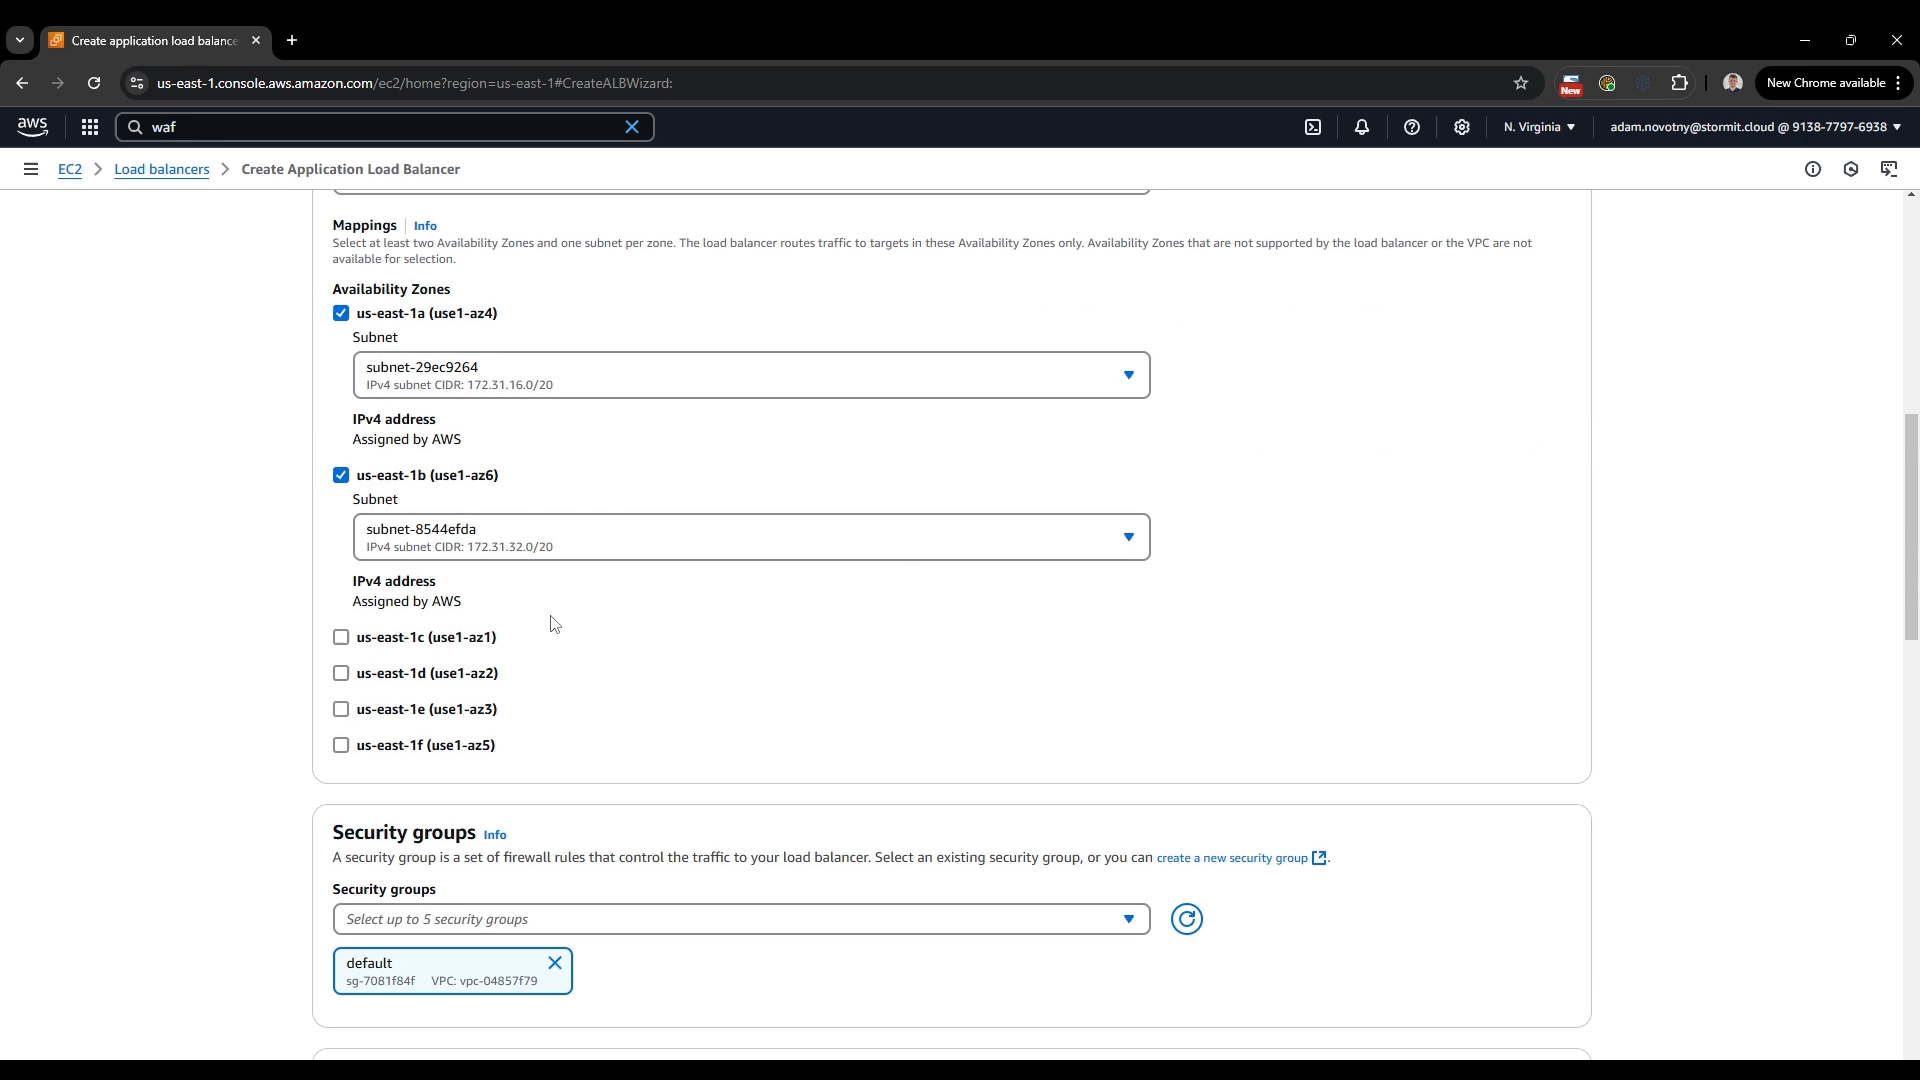 Create application load balance
us-east-1.console.aws.amazon.com/ec2/home?region=us-east-1#CreateALBWizard:
New
New Chrome available
aws
waf
N. Virginia
adam.novotny@stormit.cloud @ 9138-7797-6938
EC2 > Load balancers > Create Application Load Balancer
Mappings | Info
Select at least two Availability Zones and one subnet per zone. The load balancer routes traffic to targets in these Availability Zones only. Availability Zones that are not supported by the load balancer or the VPC are not
available for selection.
Availability Zones
us-east-1a (use1-az4)
Subnet
subnet-29ec9264
IPv4 subnet CIDR: 172.31.16.0/20
IPv4 address
Assigned by AWS
us-east-1b (use1-az6)
Subnet
subnet-8544efda
IPv4 subnet CIDR: 172.31.32.0/20
IPv4 address
Assigned by AWS
us-east-1c (use1-az1)
us-east-1d (use1-az2)
us-east-1e (use1-az3)
us-east-1f (use1-az5)
Security groups Info
A security group is a set of firewall rules that control the traffic to your load balancer. Select an existing security group, or you can create a new security group.
Security groups
Select up to 5 security groups
default
sg-7081f84f VPC: vpc-04857f79